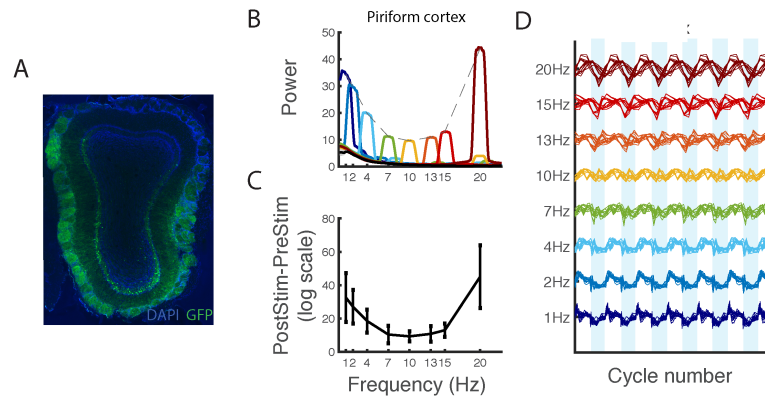 A
DAPI GFP
B
Piriform cortex
Power
50
40
30
20
10
0
12 4 7 10 13 15 20
C
PostStim-PreStim
(log scale)
80
60
40
20
0
12 4 7 10 13 15 20
Frequency (Hz)
D
20Hz
15Hz
13Hz
10Hz
7Hz
4Hz
2Hz
1Hz
Cycle number